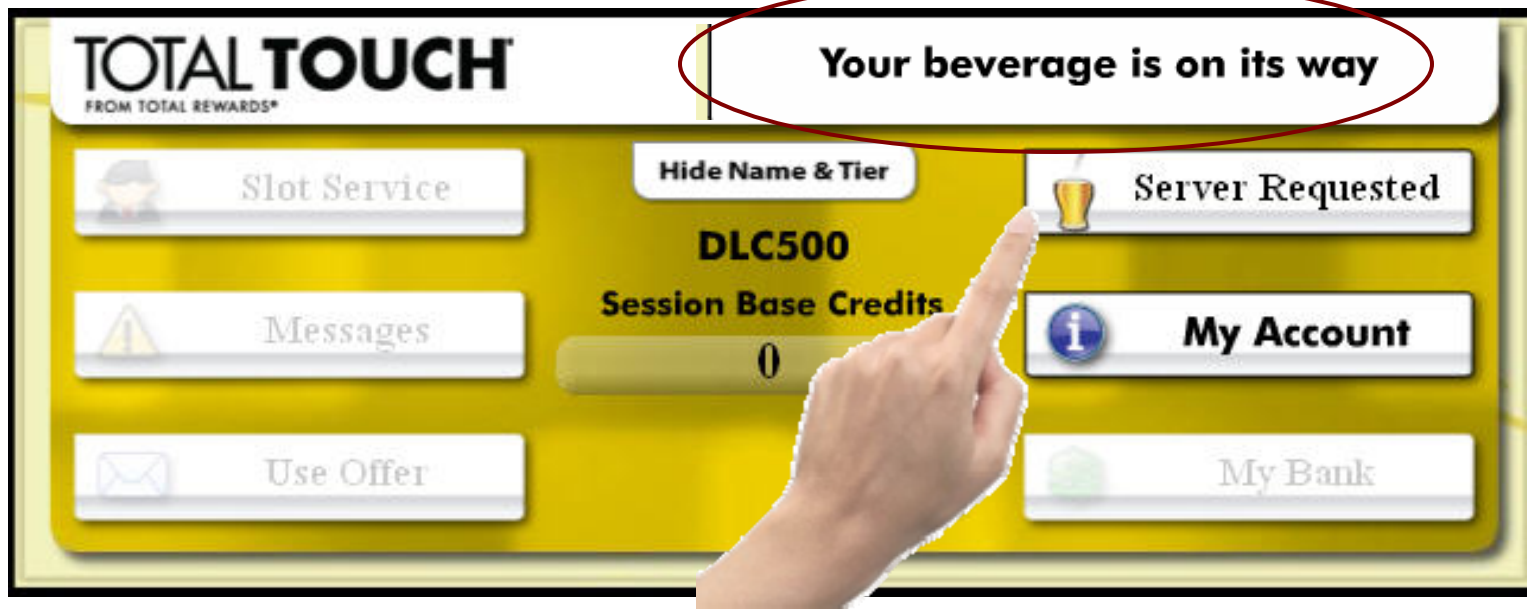 TOTAL TOUCH
FROM TOTAL REWARDS®
Your beverage is on its way
Slot Service
Hide Name & Tier
Server Requested
DLC500
Messages
Session Base Credits
My Account
0
Use Offer
My Bank